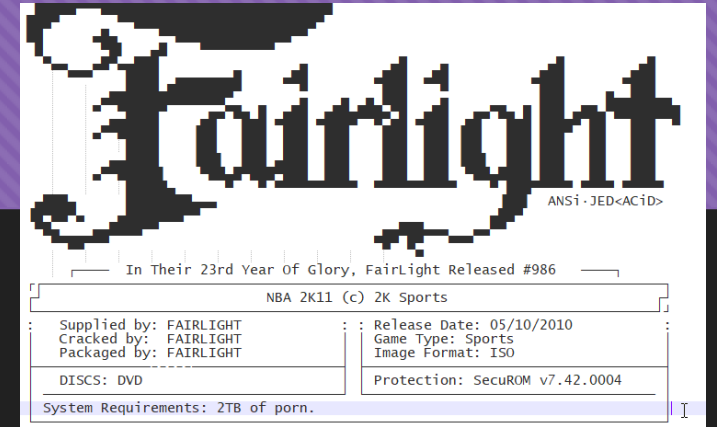 Fairlight
ANSi·JED<ACiD>
In Their 23rd Year Of Glory, FairLight Released #986
NBA 2K11 (c) 2K Sports
Supplied by: FAIRLIGHT : : Release Date: 05/10/2010
Cracked by: FAIRLIGHT Game Type: Sports
Packaged by: FAIRLIGHT Image Format: ISO
DISCS: DVD Protection: SecuROM v7.42.0004
System Requirements: 2TB of porn.